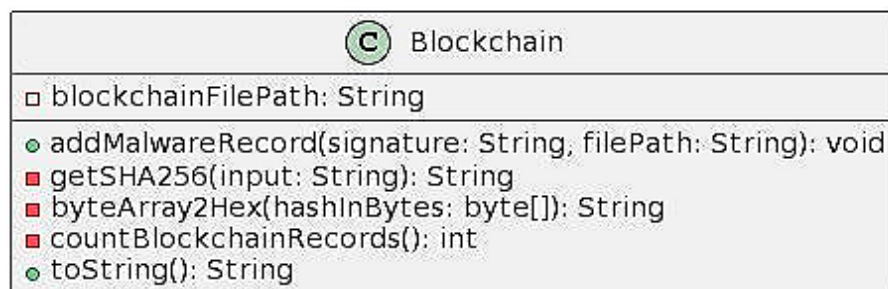 C Blockchain
blockchainFilePath: String
addMalwareRecord(signature: String, filePath: String): void
getSHA256(input: String): String
byteArray2Hex(hashInBytes: byte[]): String
countBlockchainRecords(): int
toString(): String